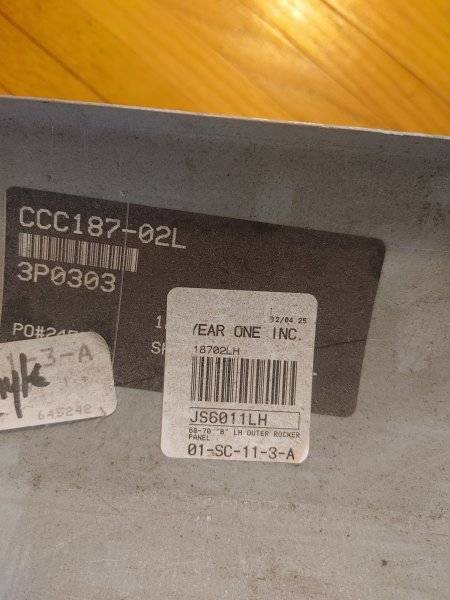 CCC187-02L
3P0303
PO#245
12/04.25
YEAR ONE INC.
18702LH
JS6011LH
68-70 "B" LH OUTER ROCKER
PANEL
01-SC-11-3-A
-3-A
n/c
645242